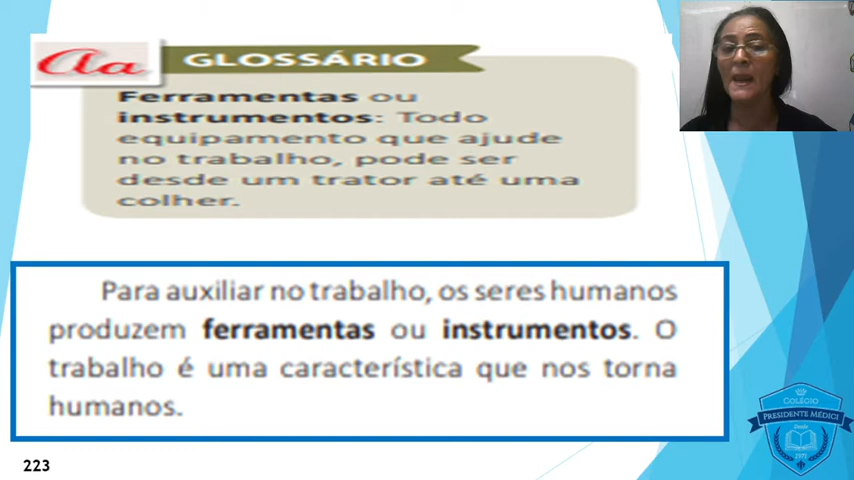 Aa GLOSSÁRIO
Ferramentas ou
instrumentos: Todo
equipamento que ajude
no trabalho, pode ser
desde um trator até uma
colher.
Para auxiliar no trabalho, os seres humanos
produzem ferramentas ou instrumentos. O
trabalho é uma característica que nos torna
humanos.
COLÉGIO
PRESIDENTE MÉDICI
Desde
223